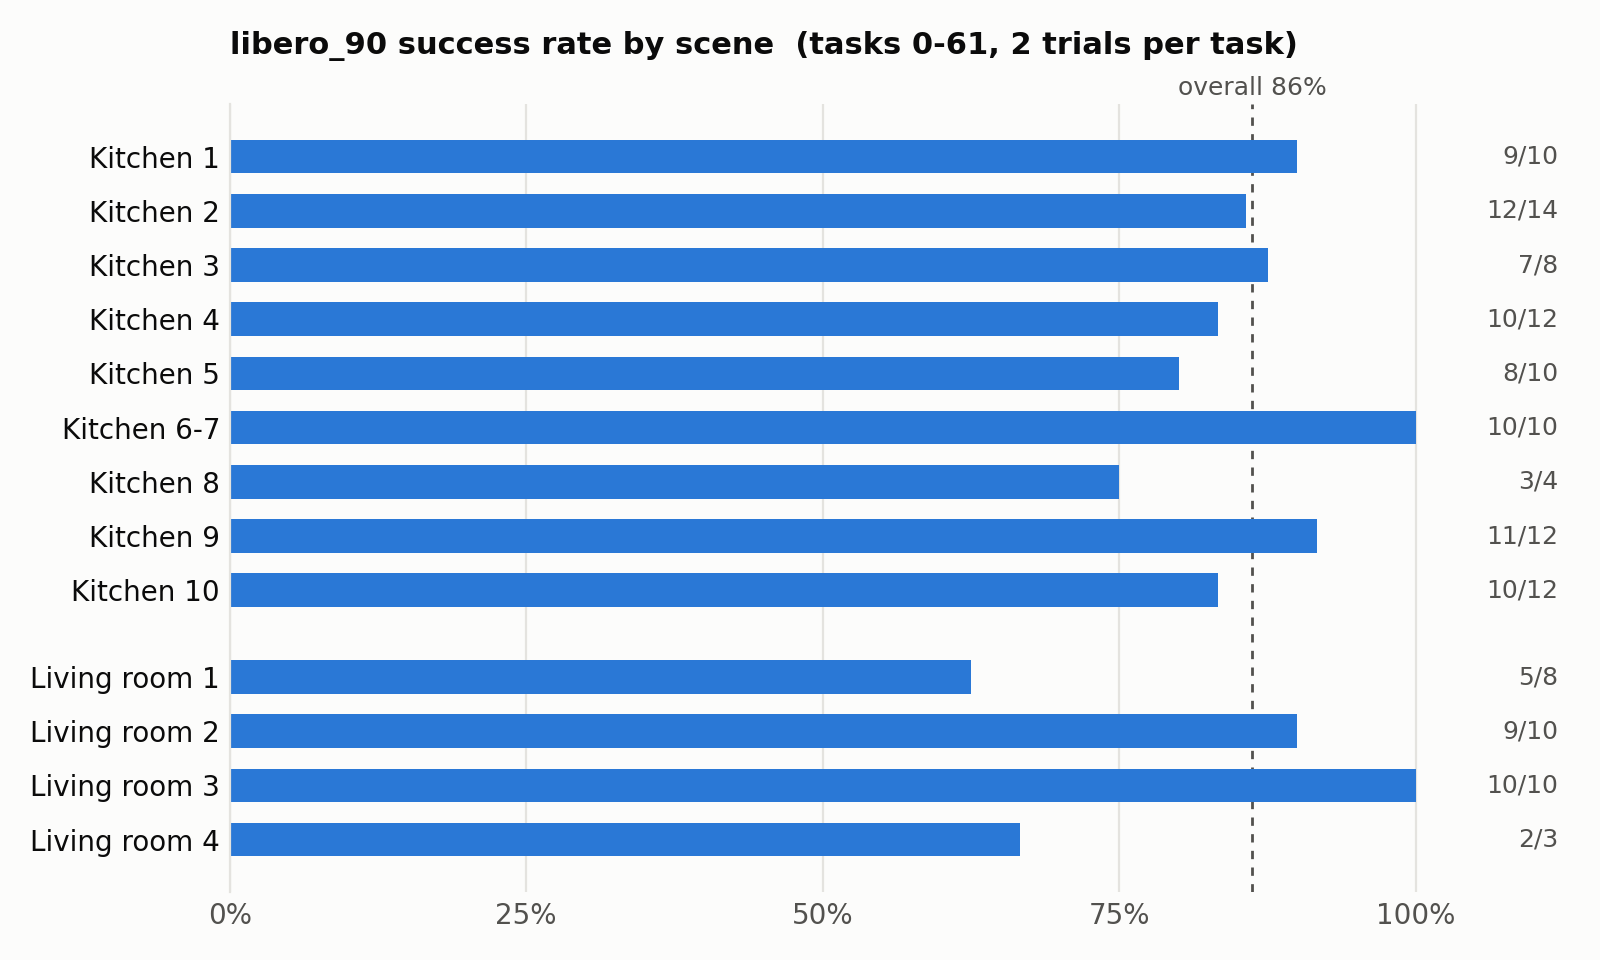 libero_90 success rate by scene  (tasks 0-61, 2 trials per task)
overall 86%
Kitchen 1 9/10
Kitchen 2 12/14
Kitchen 3 7/8
Kitchen 4 10/12
Kitchen 5 8/10
Kitchen 6-7 10/10
Kitchen 8 3/4
Kitchen 9 11/12
Kitchen 10 10/12
Living room 1 5/8
Living room 2 9/10
Living room 3 10/10
Living room 4 2/3
0% 25% 50% 75% 100%